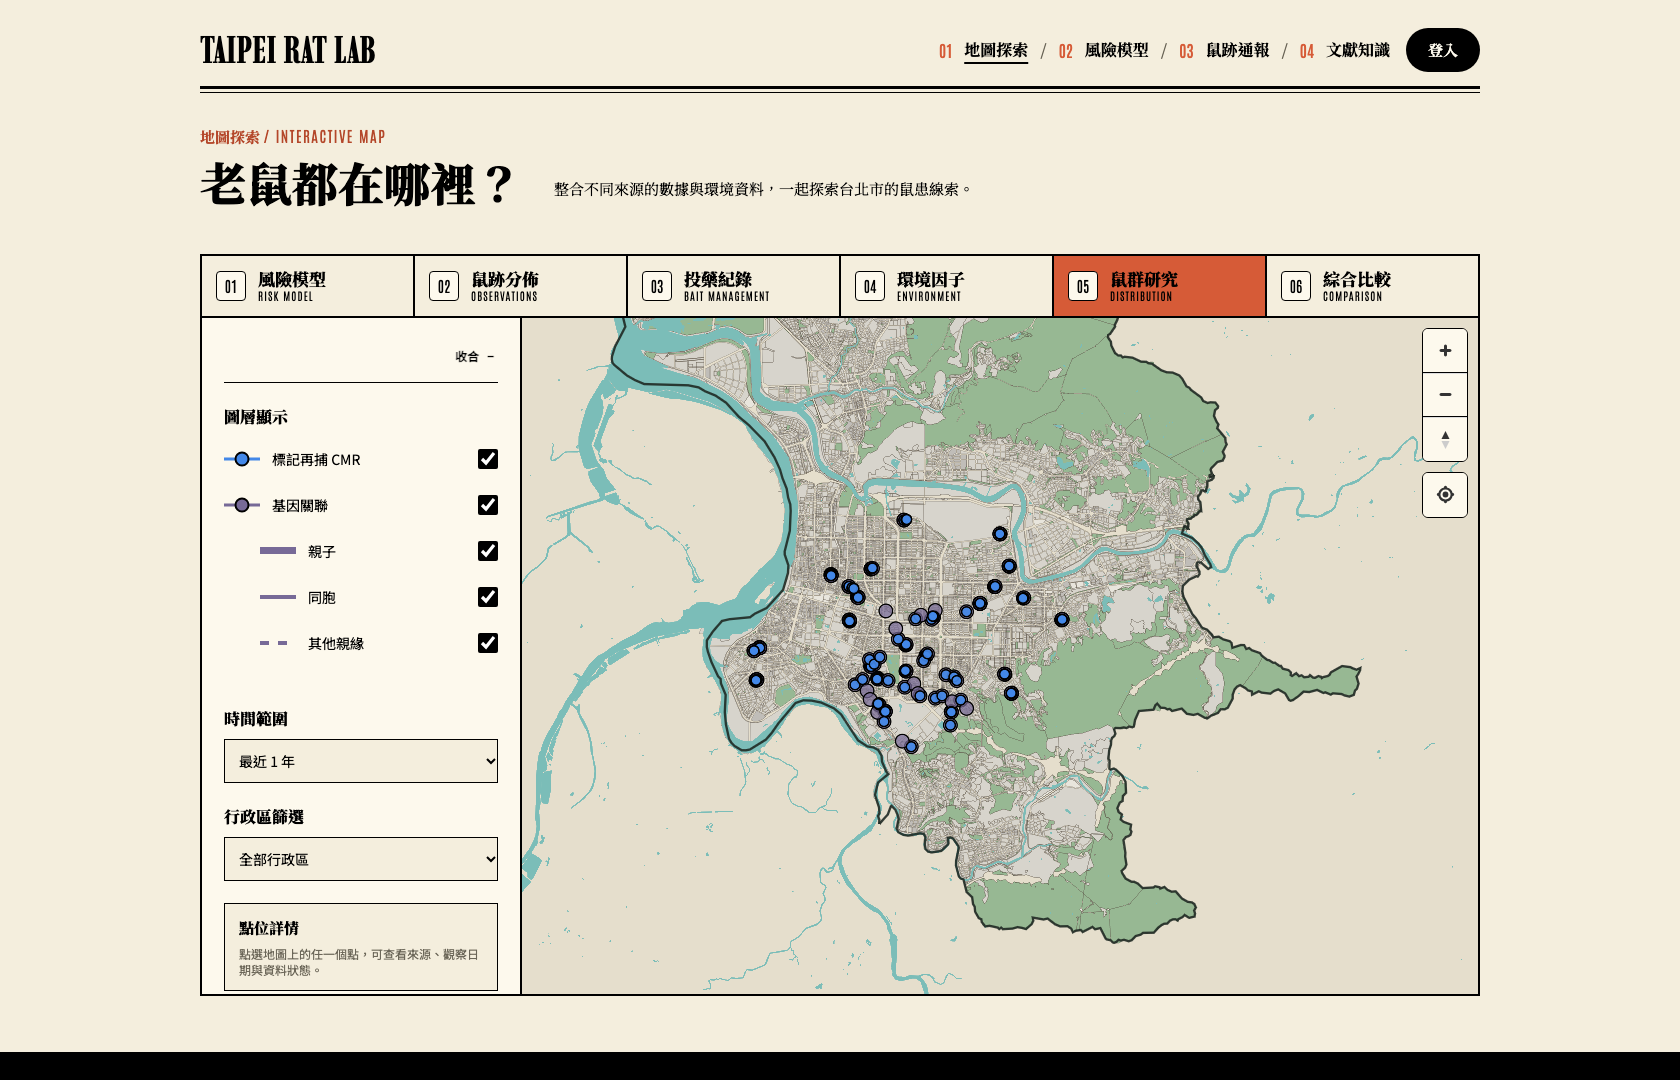 TAIPEI RAT LAB
01 地圖探索 / 02 風險模型 / 03 鼠跡通報 / 04 文獻知識 登入
地圖探索 / INTERACTIVE MAP
老鼠都在哪裡？
整合不同來源的數據與環境資料，一起探索台北市的鼠患線索。
01 風險模型
RISK MODEL
02 鼠跡分佈
OBSERVATIONS
03 投藥紀錄
BAIT MANAGEMENT
04 環境因子
ENVIRONMENT
05 鼠群研究
DISTRIBUTION
06 綜合比較
COMPARISON
收合 −
圖層顯示
標記再捕 CMR
基因關聯
親子
同胞
其他親緣
時間範圍
最近 1 年
行政區篩選
全部行政區
點位詳情
點選地圖上的任一個點，可查看來源、觀察日
期與資料狀態。